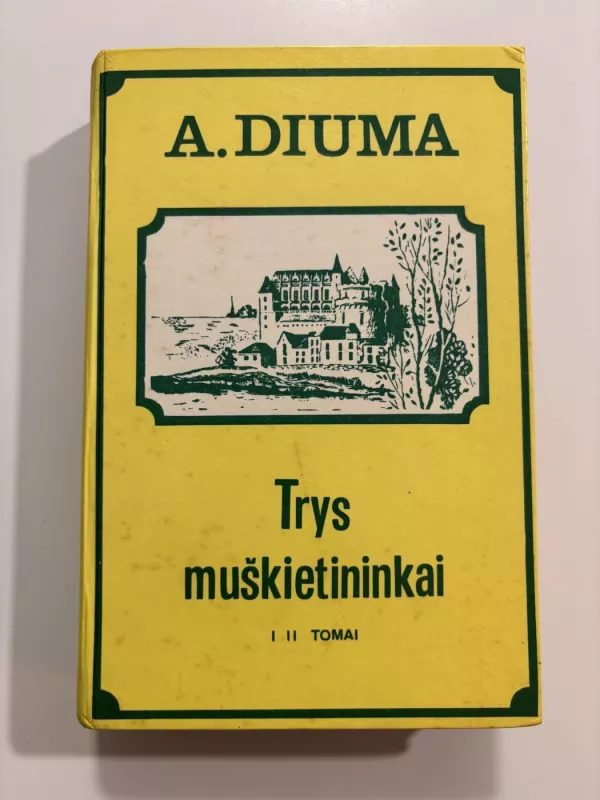 A. DIUMA
Trys
muškietininkai
I II TOMAI